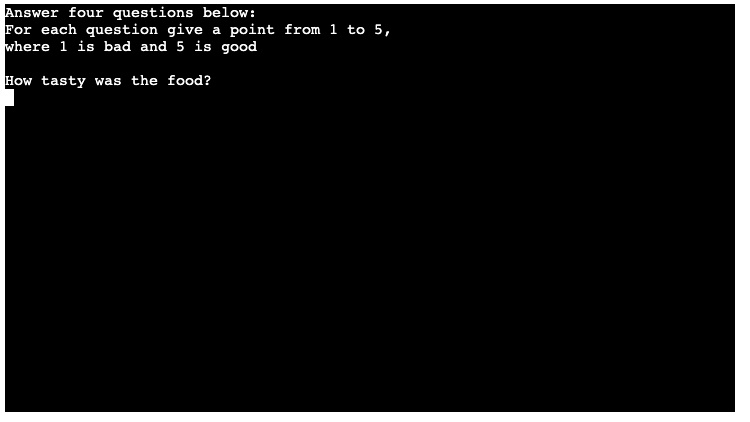 Answer four questions below:
For each question give a point from 1 to 5,
where 1 is bad and 5 is good
How tasty was the food?